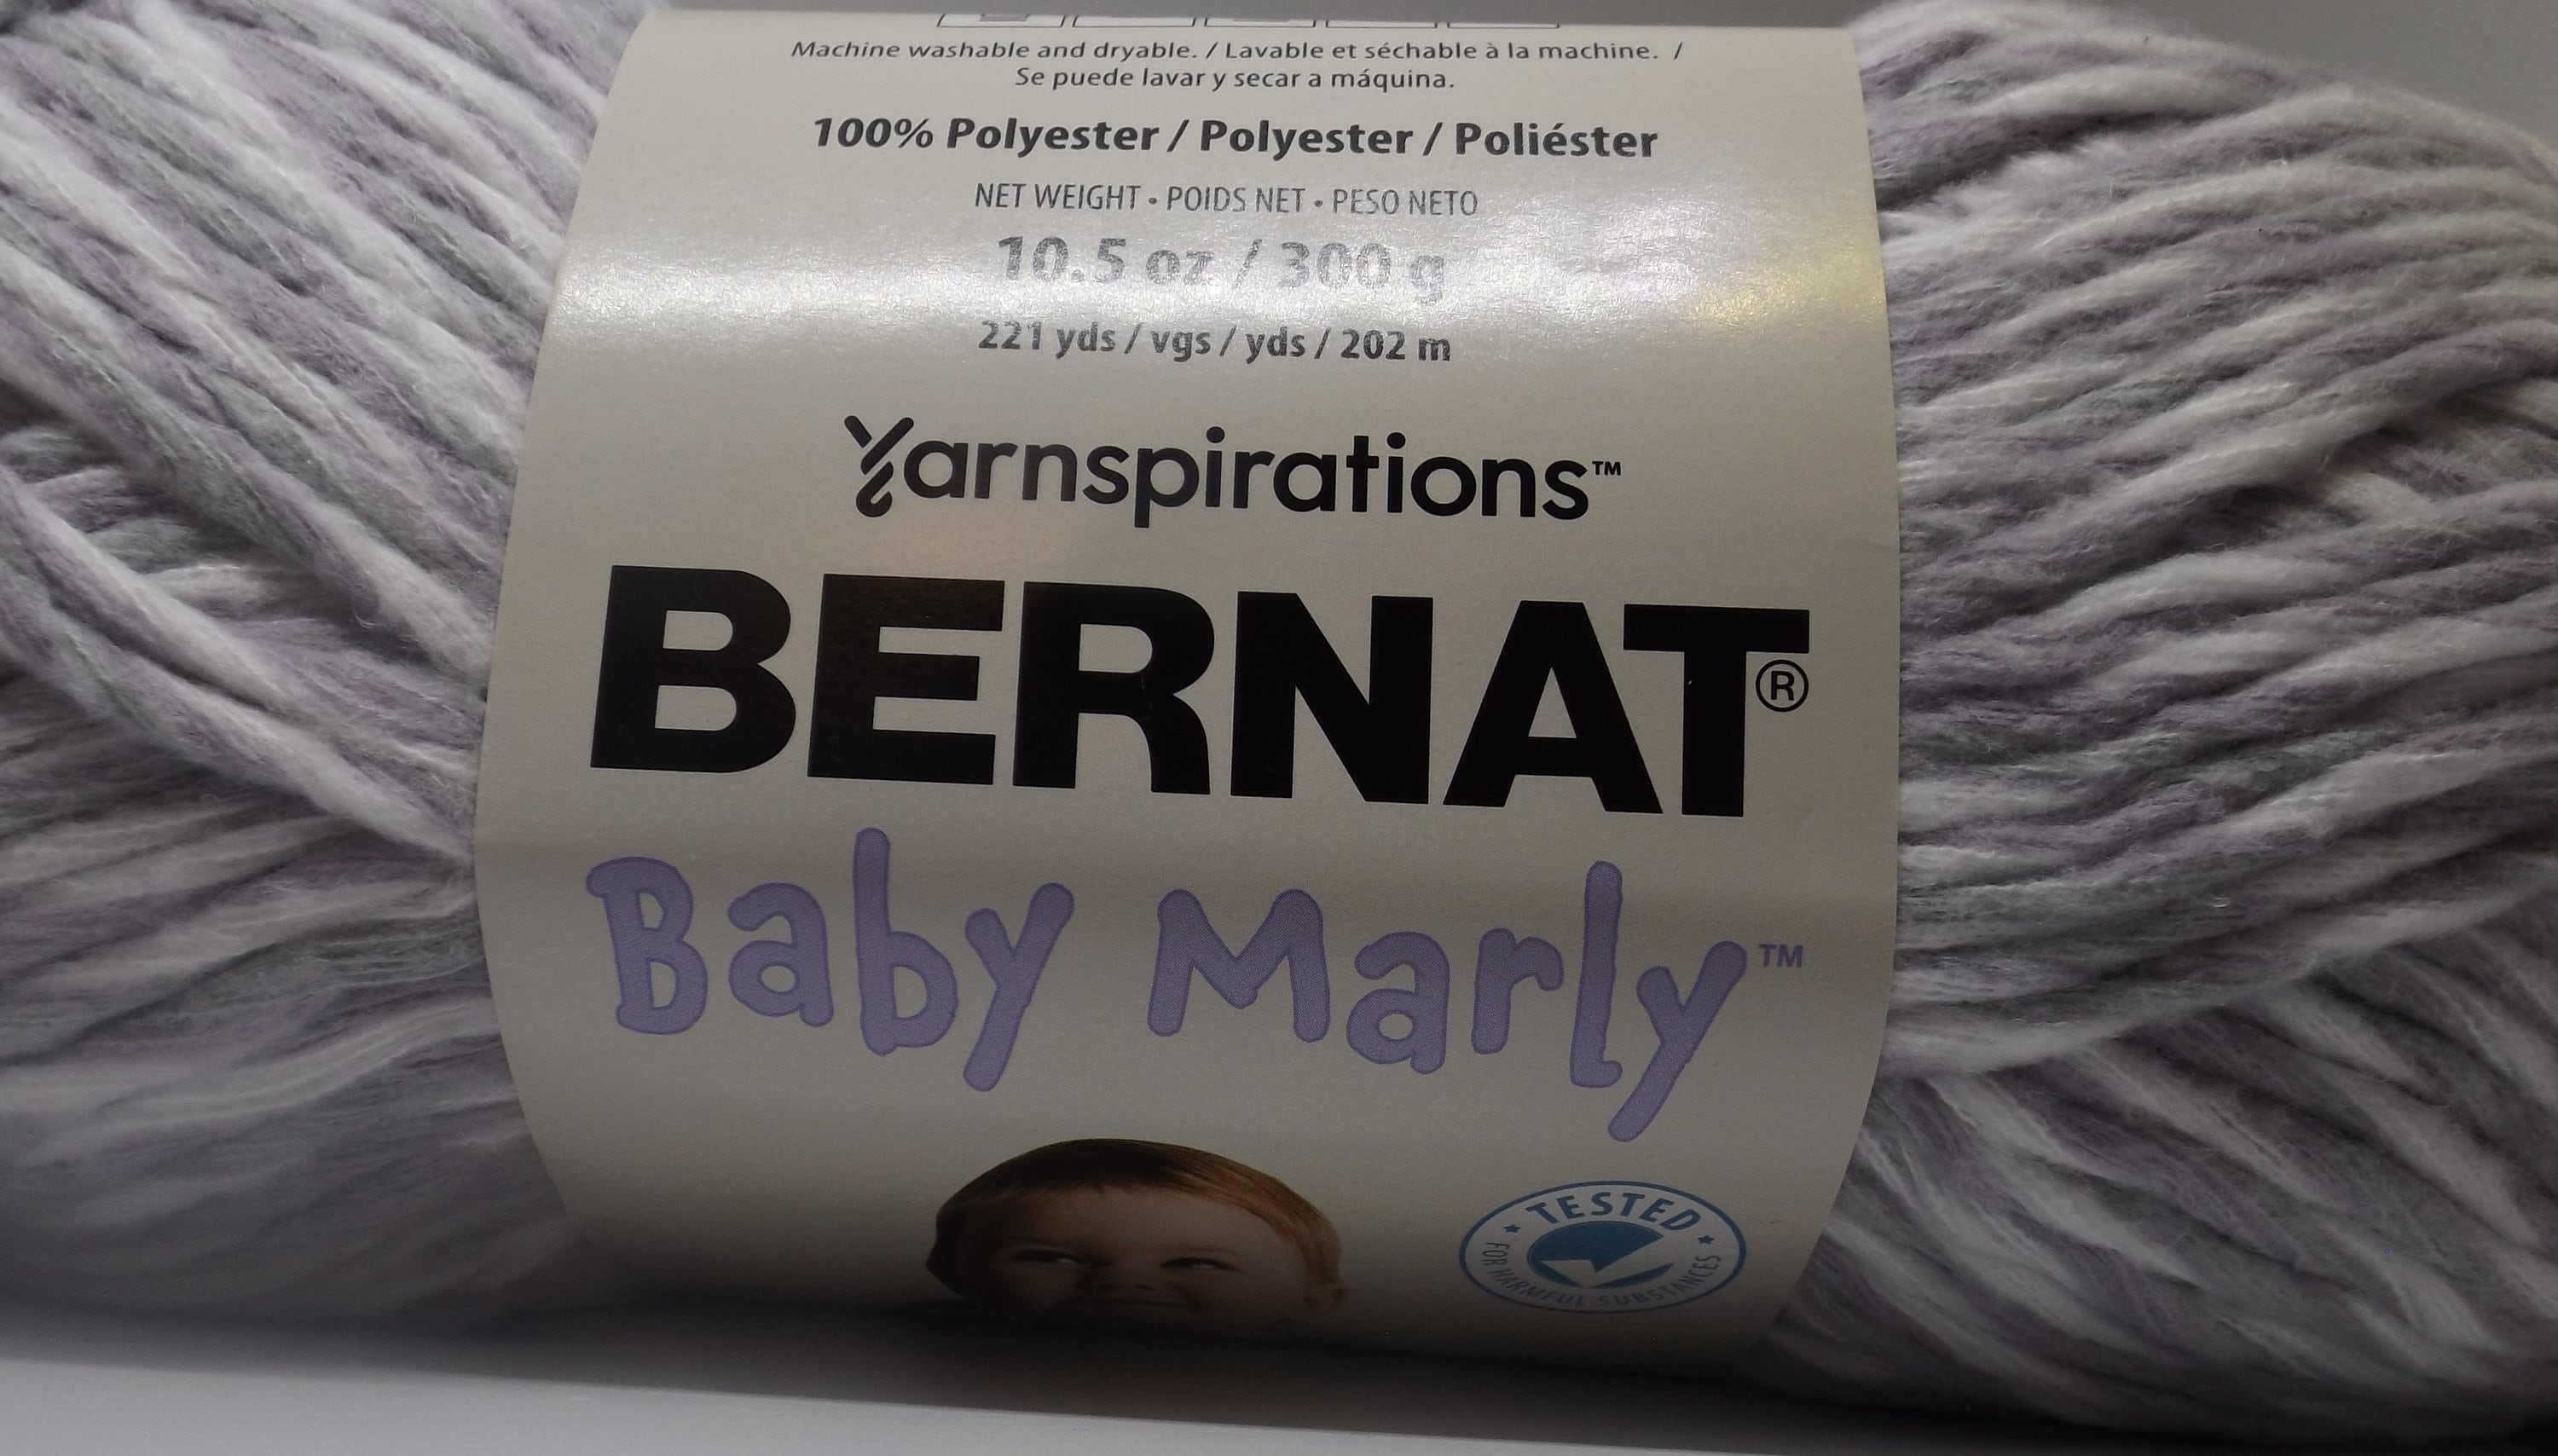 Machine washable and dryable. / Lavable et séchable à la machine. /
Se puede lavar y secar a máquina.
100% Polyester / Polyester / Poliéster
NET WEIGHT • POIDS NET • PESO NETO
10.5 oz / 300 g
221 yds / vgs / yds / 202 m
Yarnspirations™
BERNAT®
Baby Marly™
TESTED
FOR HARMFUL SUBSTANCES